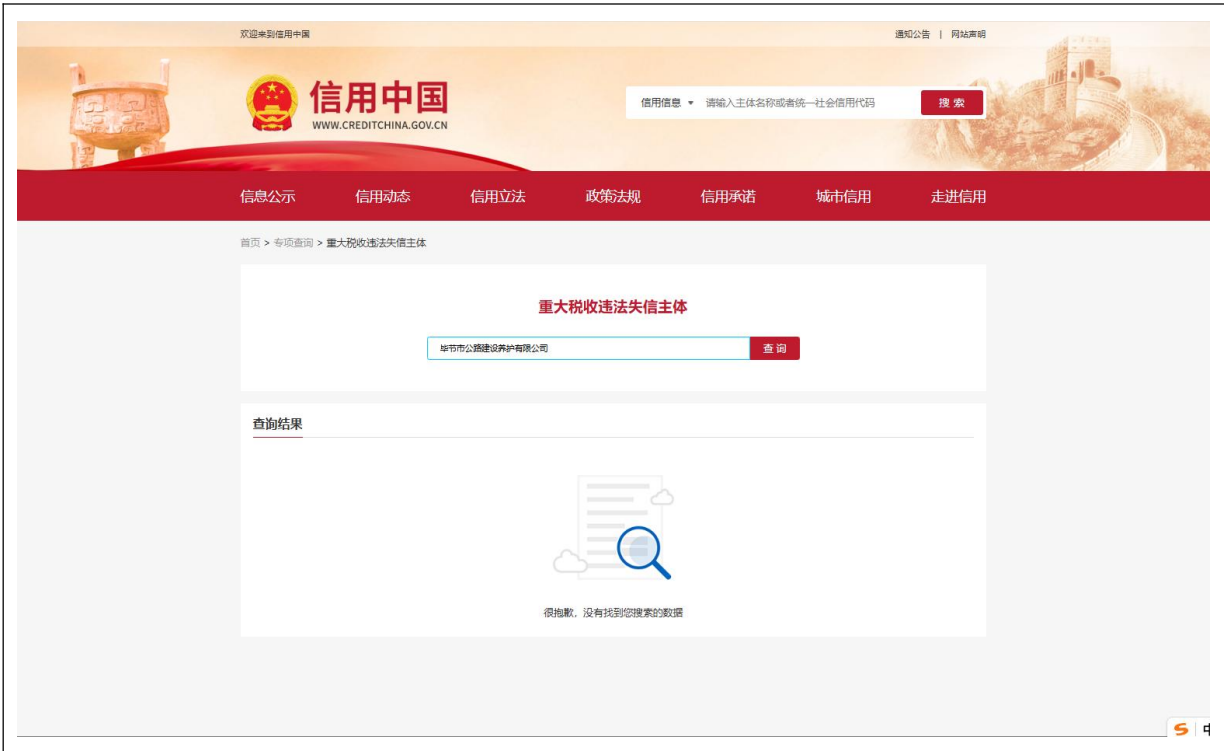 欢迎来到信用中国
通知公告 | 网站声明
信用中国
WWW.CREDITCHINA.GOV.CN
信用信息 请输入主体名称或者统一社会信用代码 搜索
信息公示 信用动态 信用立法 政策法规 信用承诺 城市信用 走进信用
首页 > 专项查询 > 重大税收违法失信主体
重大税收违法失信主体
毕节市公路建设养护有限公司 查询
查询结果
很抱歉，没有找到您搜索的数据